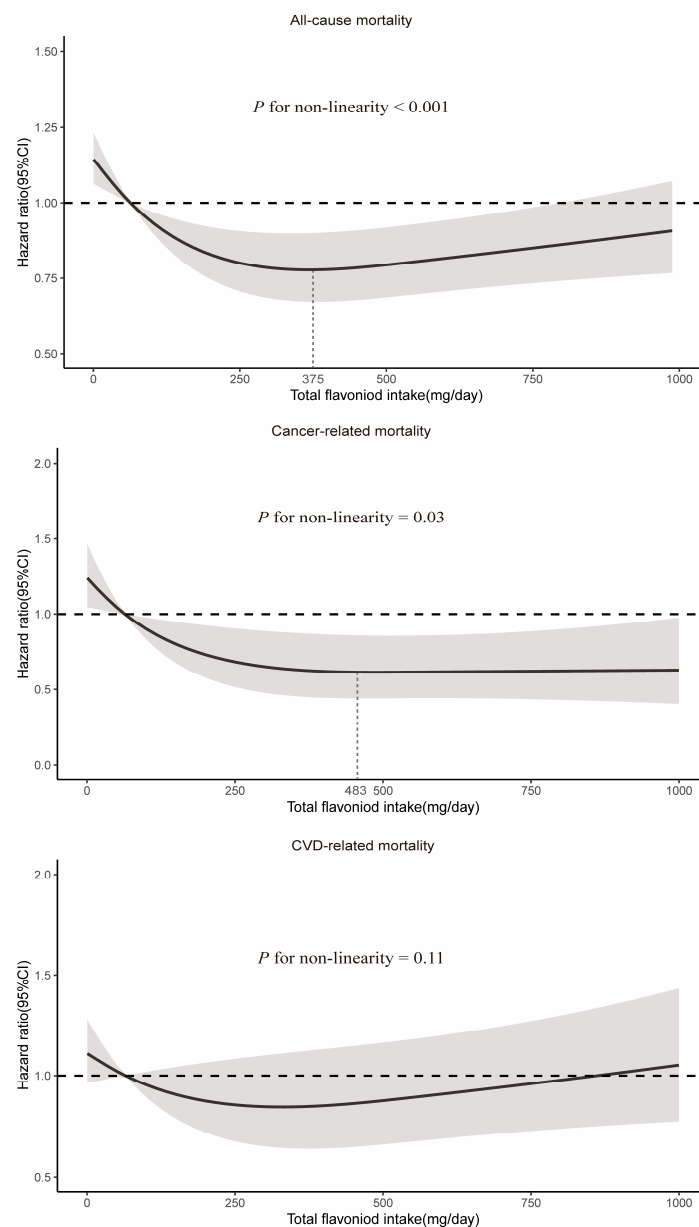 All-cause mortality
P for non-linearity < 0.001
Hazard ratio(95%CI)
1.50
1.25
1.00
0.75
0.50
0 250 375 500 750 1000
Total flavoniod intake(mg/day)
Cancer-related mortality
P for non-linearity = 0.03
Hazard ratio(95%CI)
2.0
1.5
1.0
0.5
0.0
0 250 483 500 750 1000
Total flavoniod intake(mg/day)
CVD-related mortality
P for non-linearity = 0.11
Hazard ratio(95%CI)
2.0
1.5
1.0
0.5
0 250 500 750 1000
Total flavoniod intake(mg/day)